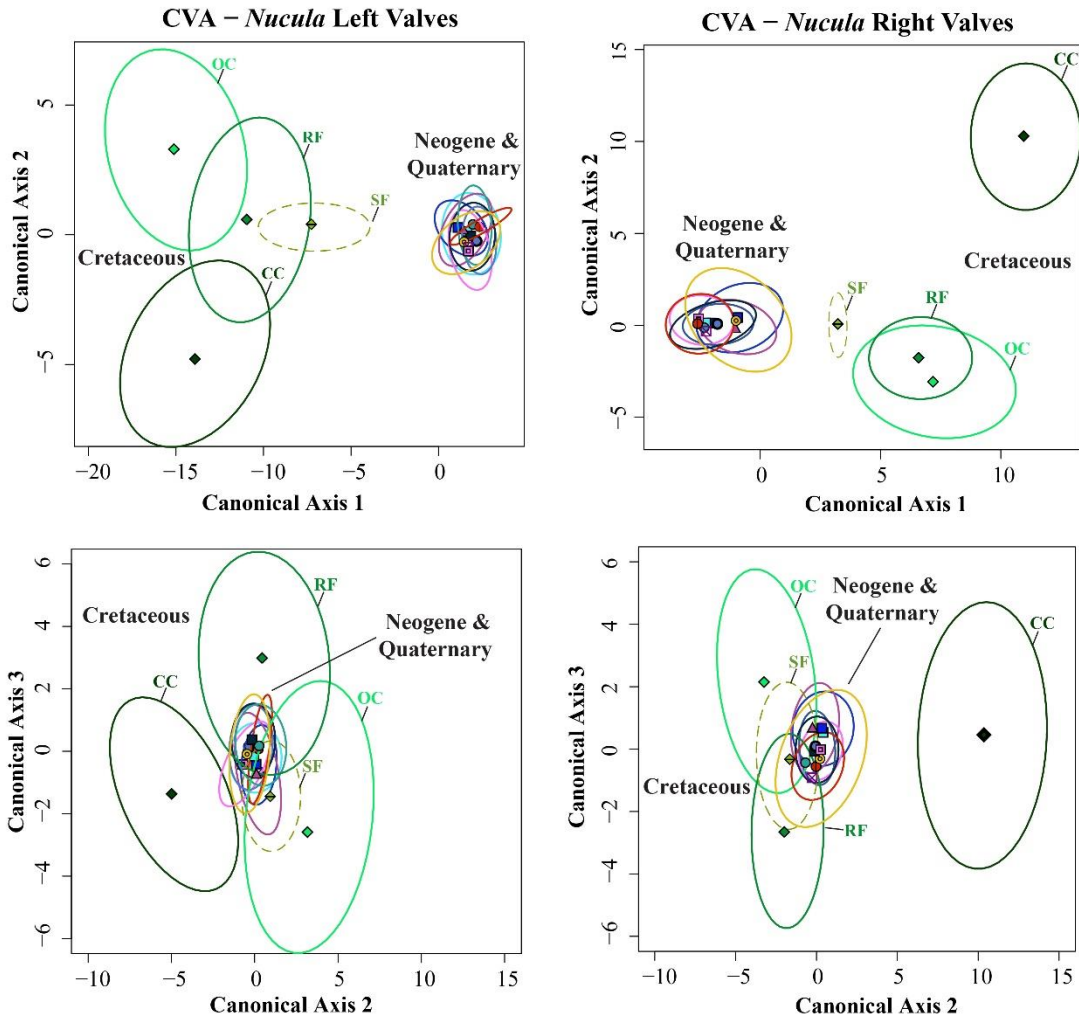 CVA – Nucula Left Valves
OC
RF
SF
CC
Neogene &
Quaternary
Cretaceous
5
0
−5
Canonical Axis 2
−20
−15
−10
−5
0
Canonical Axis 1
CVA – Nucula Right Valves
CC
Neogene &
Quaternary
Cretaceous
SF
RF
OC
15
10
5
0
−5
Canonical Axis 2
0
5
10
Canonical Axis 1
RF
Cretaceous
Neogene &
Quaternary
CC
OC
SF
6
4
2
0
−2
−4
−6
Canonical Axis 3
−10
−5
0
5
10
15
Canonical Axis 2
OC
Neogene &
Quaternary
CC
SF
Cretaceous
RF
6
4
2
0
−2
−4
−6
Canonical Axis 3
−10
−5
0
5
10
15
Canonical Axis 2